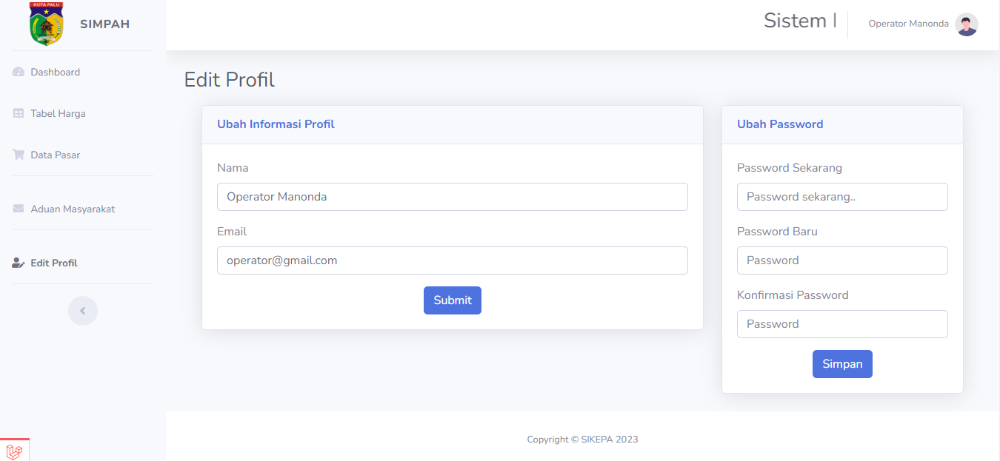 KOTA PALU
SIMPAH
Sistem
Operator Manonda
Dashboard
Tabel Harga
Data Pasar
Aduan Masyarakat
Edit Profil
Edit Profil
Ubah Informasi Profil
Nama
Operator Manonda
Email
operator@gmail.com
Submit
Ubah Password
Password Sekarang
Password sekarang..
Password Baru
Password
Konfirmasi Password
Password
Simpan
Copyright © SIKEPA 2023